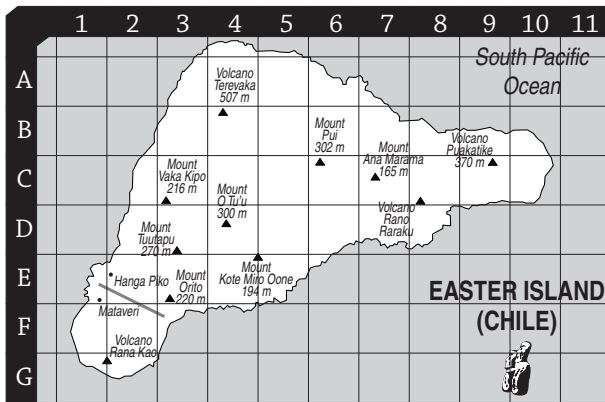 1 2 3 4 5 6 7 8 9 10 11
A
B
C
D
E
F
G
South Pacific
Ocean
Volcano
Terevaka
507 m
Mount
Pui
302 m
Mount
Ana Marama
165 m
Volcano
Puakatike
370 m
Mount
Vaka Kipo
216 m
Mount
O Tu'u
300 m
Volcano
Rano
Raraku
Mount
Tuutapu
270 m
Hanga Piko
Mataveri
Mount
Orito
220 m
Mount
Kote Miro Oone
194 m
Volcano
Rana Kao
EASTER ISLAND
(CHILE)